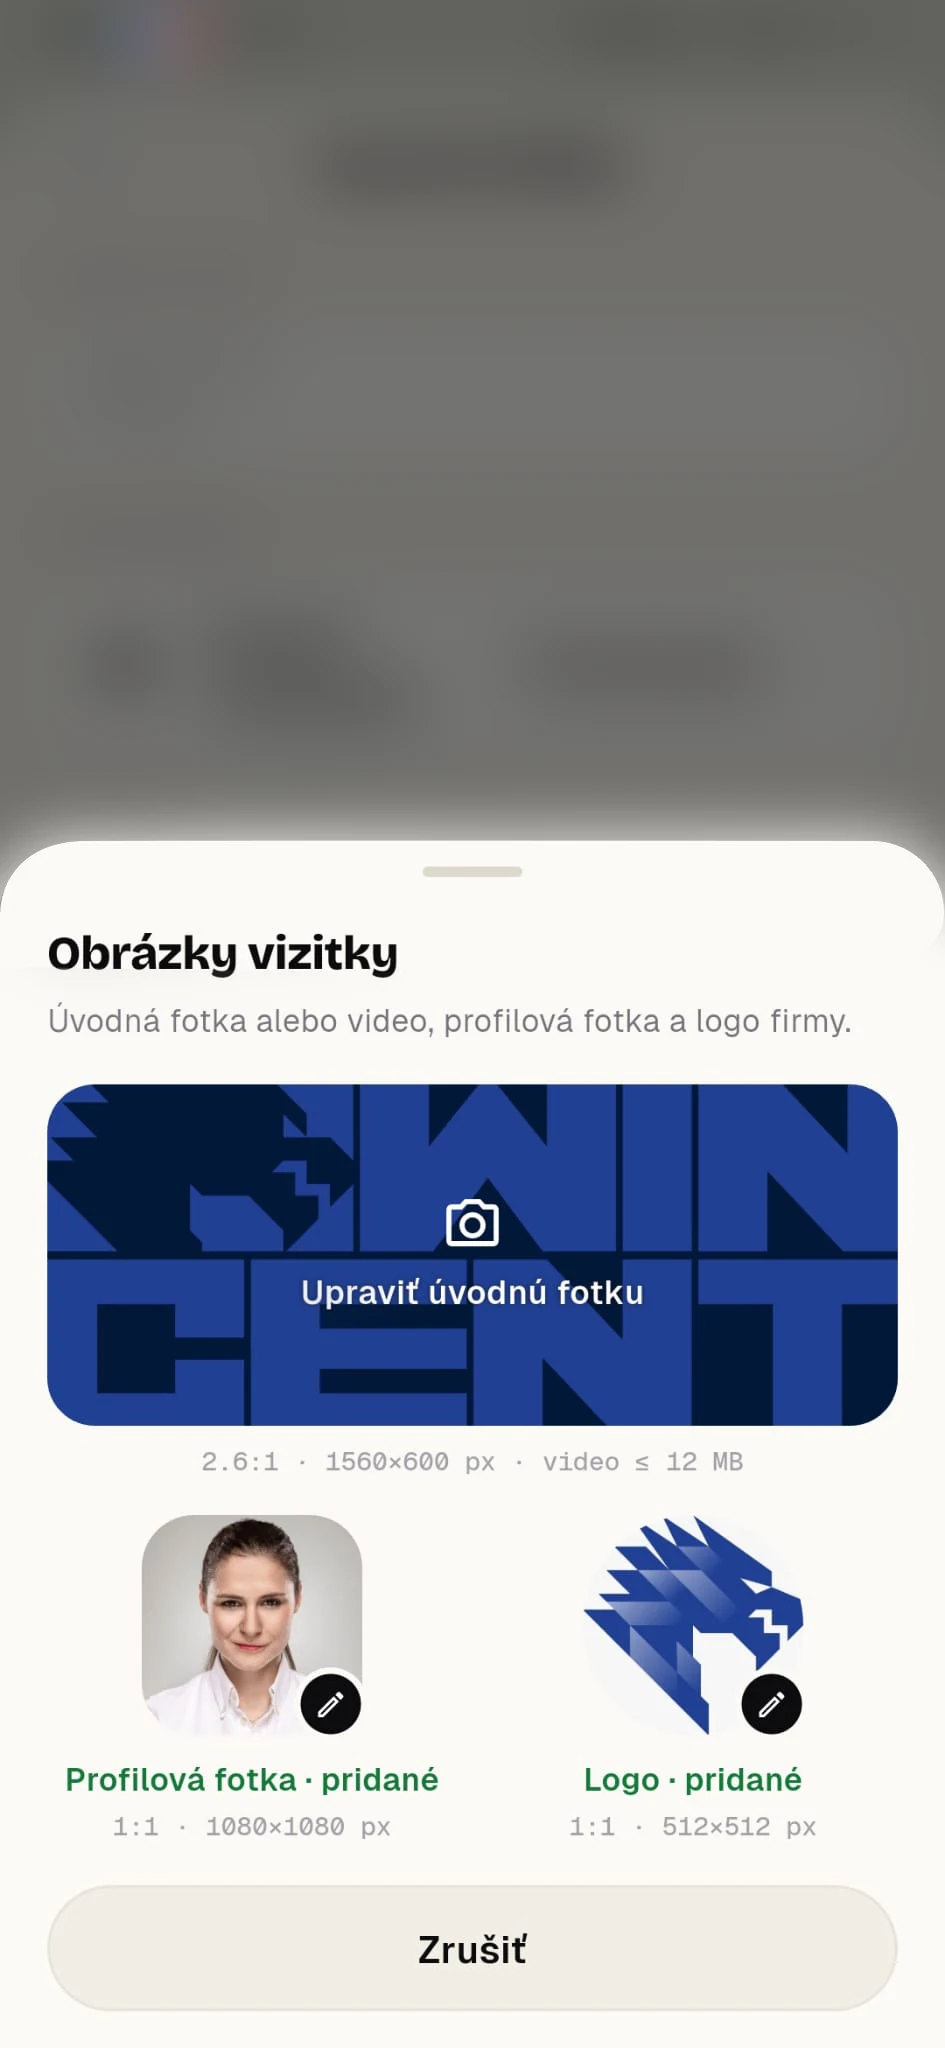 Obrázky vizitky
Úvodná fotka alebo video, profilová fotka a logo firmy.
WIN
CENT
Upraviť úvodnú fotku
2.6:1 · 1560×600 px · video ≤ 12 MB
Profilová fotka · pridané
Logo · pridané
1:1 · 1080×1080 px
1:1 · 512×512 px
Zrušiť